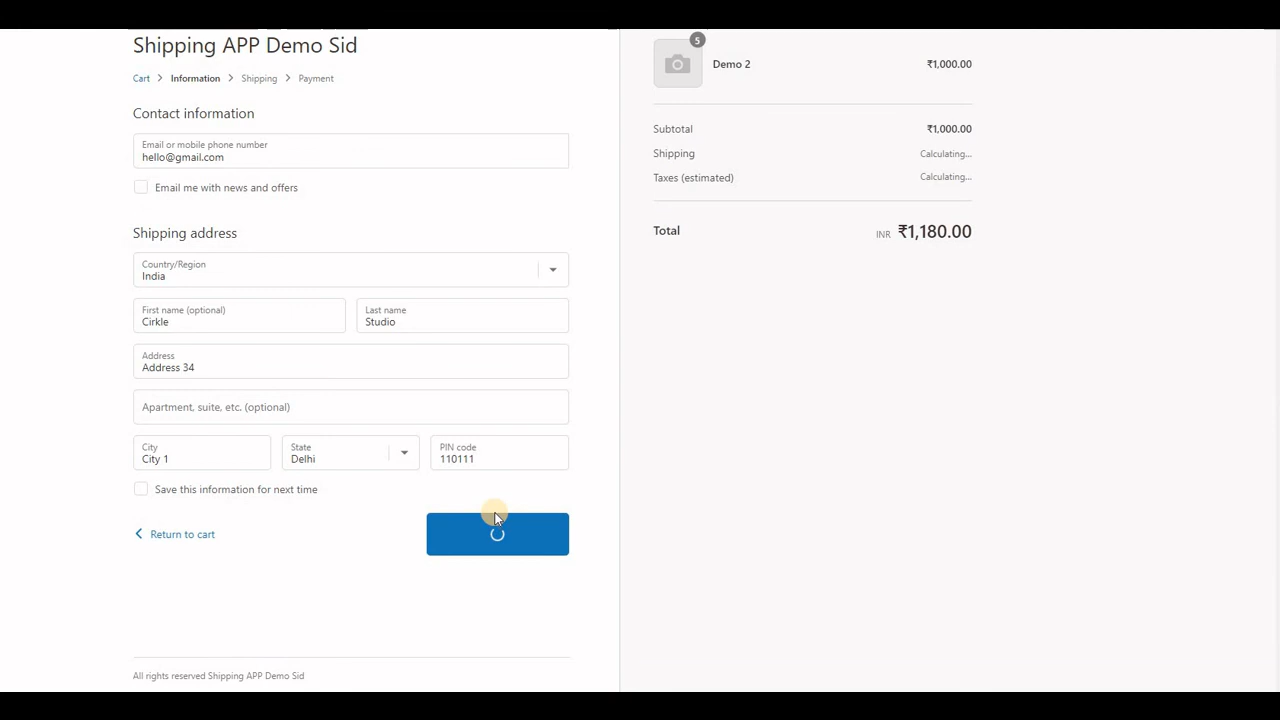 Shipping APP Demo Sid
Cart > Information > Shipping > Payment
Contact information
Email or mobile phone number
hello@gmail.com
Email me with news and offers
Shipping address
Country/Region
India
First name (optional)
Cirkle
Last name
Studio
Address
Address 34
Apartment, suite, etc. (optional)
City
City 1
State
Delhi
PIN code
110111
Save this information for next time
Return to cart
All rights reserved Shipping APP Demo Sid
5
Demo 2 ₹1,000.00
Subtotal ₹1,000.00
Shipping Calculating...
Taxes (estimated) Calculating...
Total INR ₹1,180.00